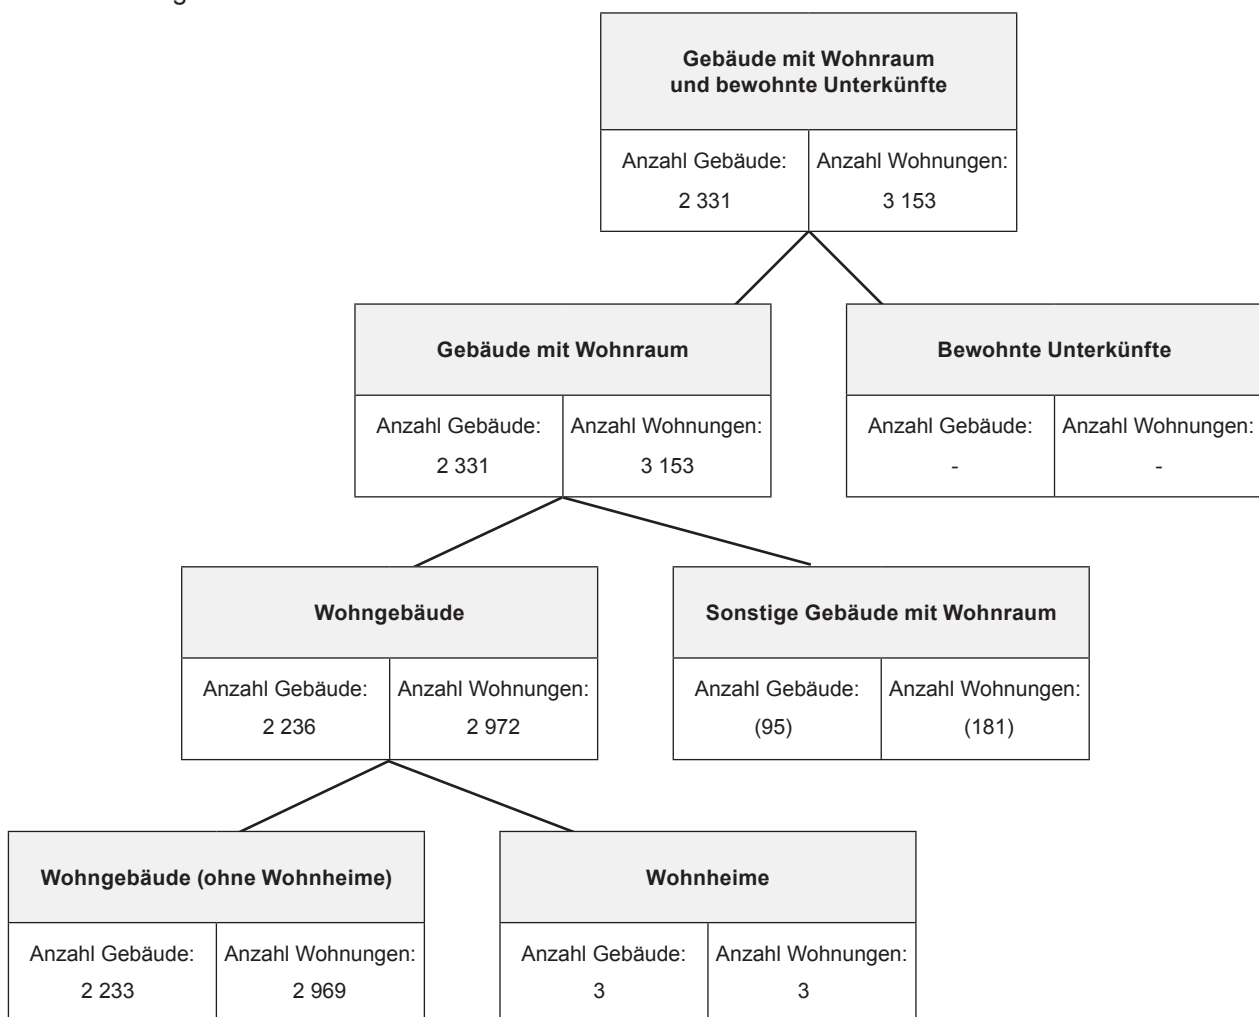 Gebäude mit Wohnraum
und bewohnte Unterkünfte
Anzahl Gebäude: Anzahl Wohnungen:
2 331 3 153
Gebäude mit Wohnraum
Bewohnte Unterkünfte
Anzahl Gebäude: Anzahl Wohnungen:
2 331 3 153
Anzahl Gebäude: Anzahl Wohnungen:
- -
Wohngebäude
Sonstige Gebäude mit Wohnraum
Anzahl Gebäude: Anzahl Wohnungen:
2 236 2 972
Anzahl Gebäude: Anzahl Wohnungen:
(95) (181)
Wohngebäude (ohne Wohnheime)
Wohnheime
Anzahl Gebäude: Anzahl Wohnungen:
2 233 2 969
Anzahl Gebäude: Anzahl Wohnungen:
3 3